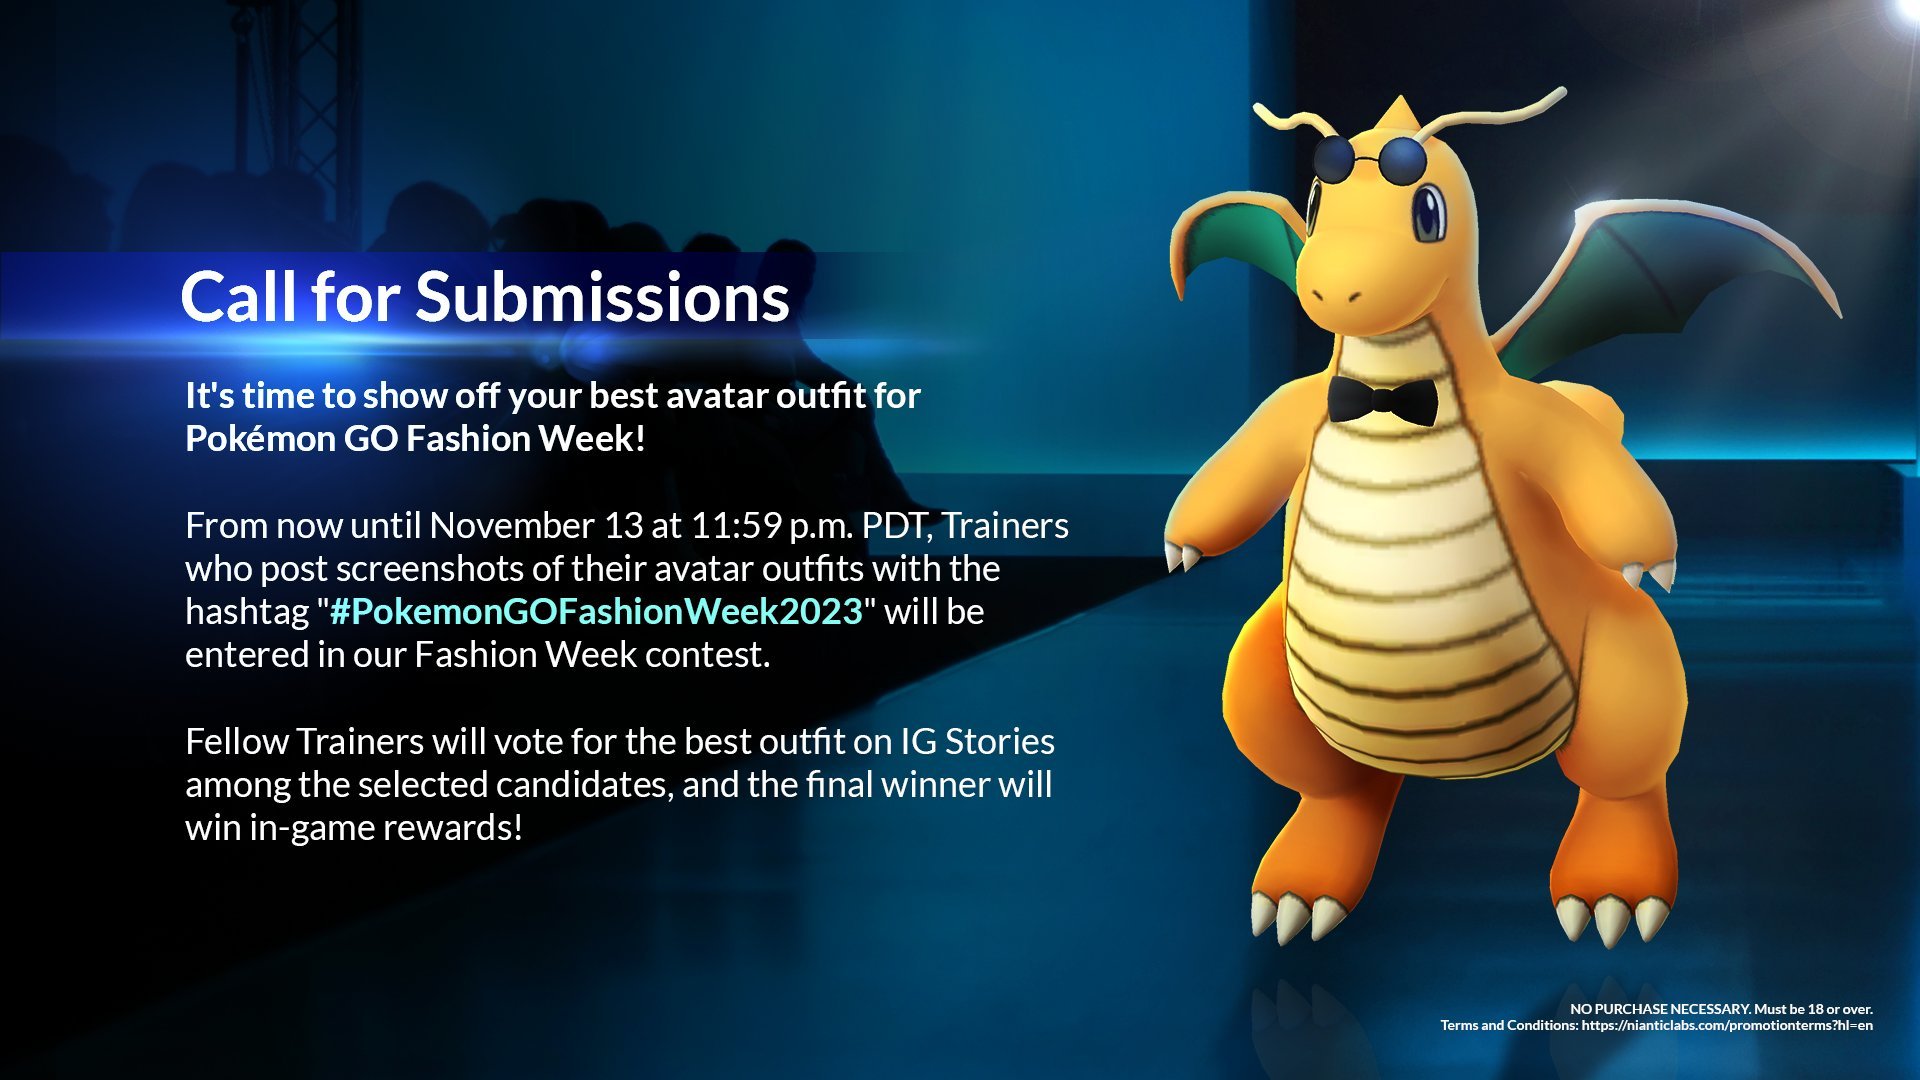 Call for Submissions
It's time to show off your best avatar outfit for
Pokémon GO Fashion Week!
From now until November 13 at 11:59 p.m. PDT, Trainers
who post screenshots of their avatar outfits with the
hashtag "#PokemonGOFashionWeek2023" will be
entered in our Fashion Week contest.
Fellow Trainers will vote for the best outfit on IG Stories
among the selected candidates, and the final winner will
win in-game rewards!
NO PURCHASE NECESSARY. Must be 18 or over.
Terms and Conditions: https://nianticlabs.com/promotionterms?hl=en